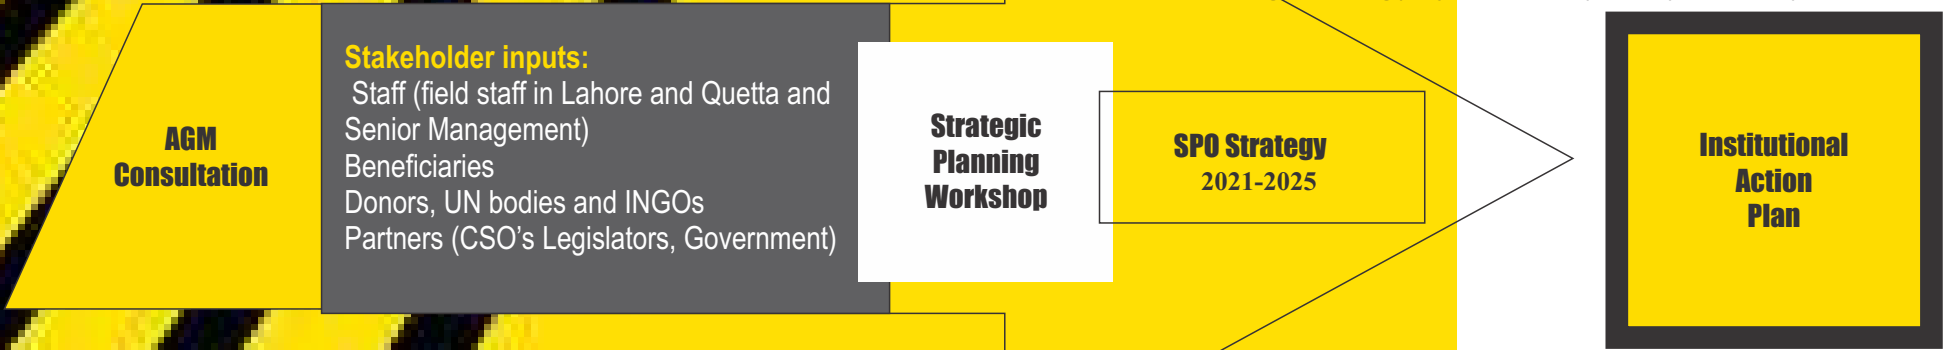 AGM
Consultation
Stakeholder inputs:
Staff (field staff in Lahore and Quetta and
Senior Management)
Beneficiaries
Donors, UN bodies and INGOs
Partners (CSO's Legislators, Government)
Strategic
Planning
Workshop
SPO Strategy
2021-2025
Institutional
Action
Plan